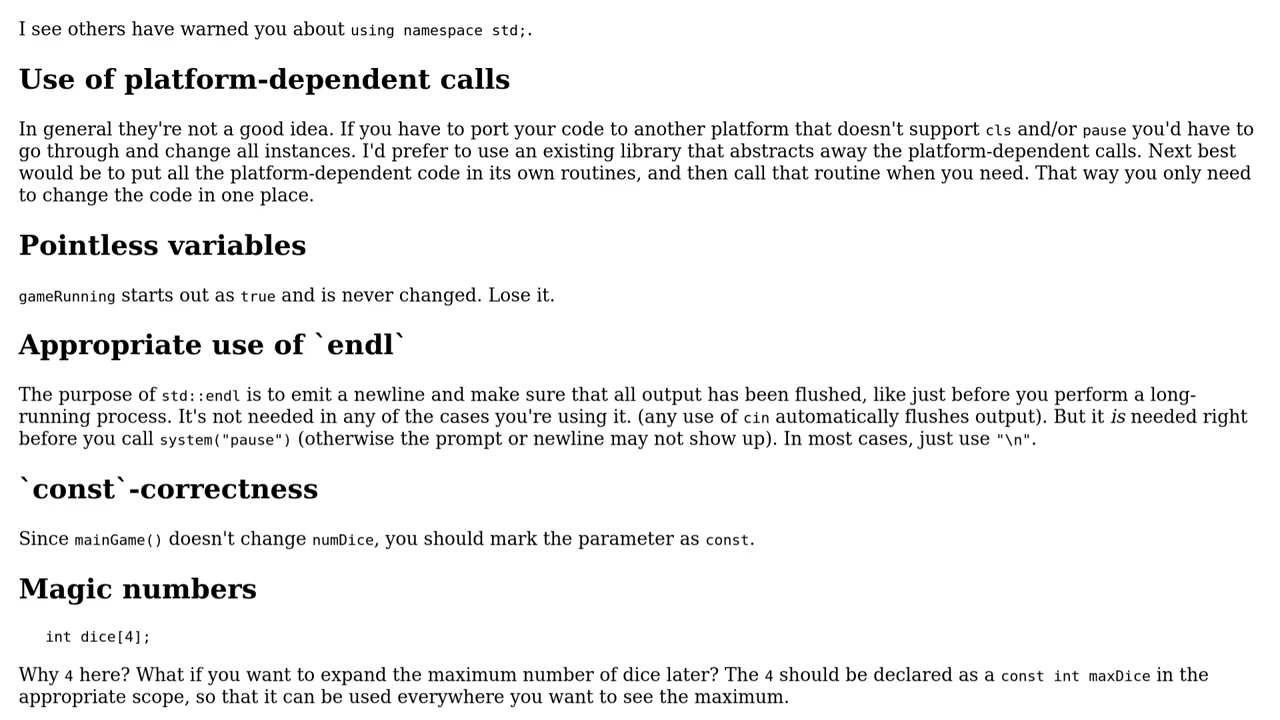 I see others have warned you about using namespace std;.
Use of platform-dependent calls
In general they're not a good idea. If you have to port your code to another platform that doesn't support cls and/or pause you'd have to
go through and change all instances. I'd prefer to use an existing library that abstracts away the platform-dependent calls. Next best
would be to put all the platform-dependent code in its own routines, and then call that routine when you need. That way you only need
to change the code in one place.
Pointless variables
gameRunning starts out as true and is never changed. Lose it.
Appropriate use of `endl`
The purpose of std::endl is to emit a newline and make sure that all output has been flushed, like just before you perform a long-
running process. It's not needed in any of the cases you're using it. (any use of cin automatically flushes output). But it is needed right
before you call system("pause") (otherwise the prompt or newline may not show up). In most cases, just use "\n".
`const`-correctness
Since mainGame() doesn't change numDice, you should mark the parameter as const.
Magic numbers
int dice[4];
Why 4 here? What if you want to expand the maximum number of dice later? The 4 should be declared as a const int maxDice in the
appropriate scope, so that it can be used everywhere you want to see the maximum.